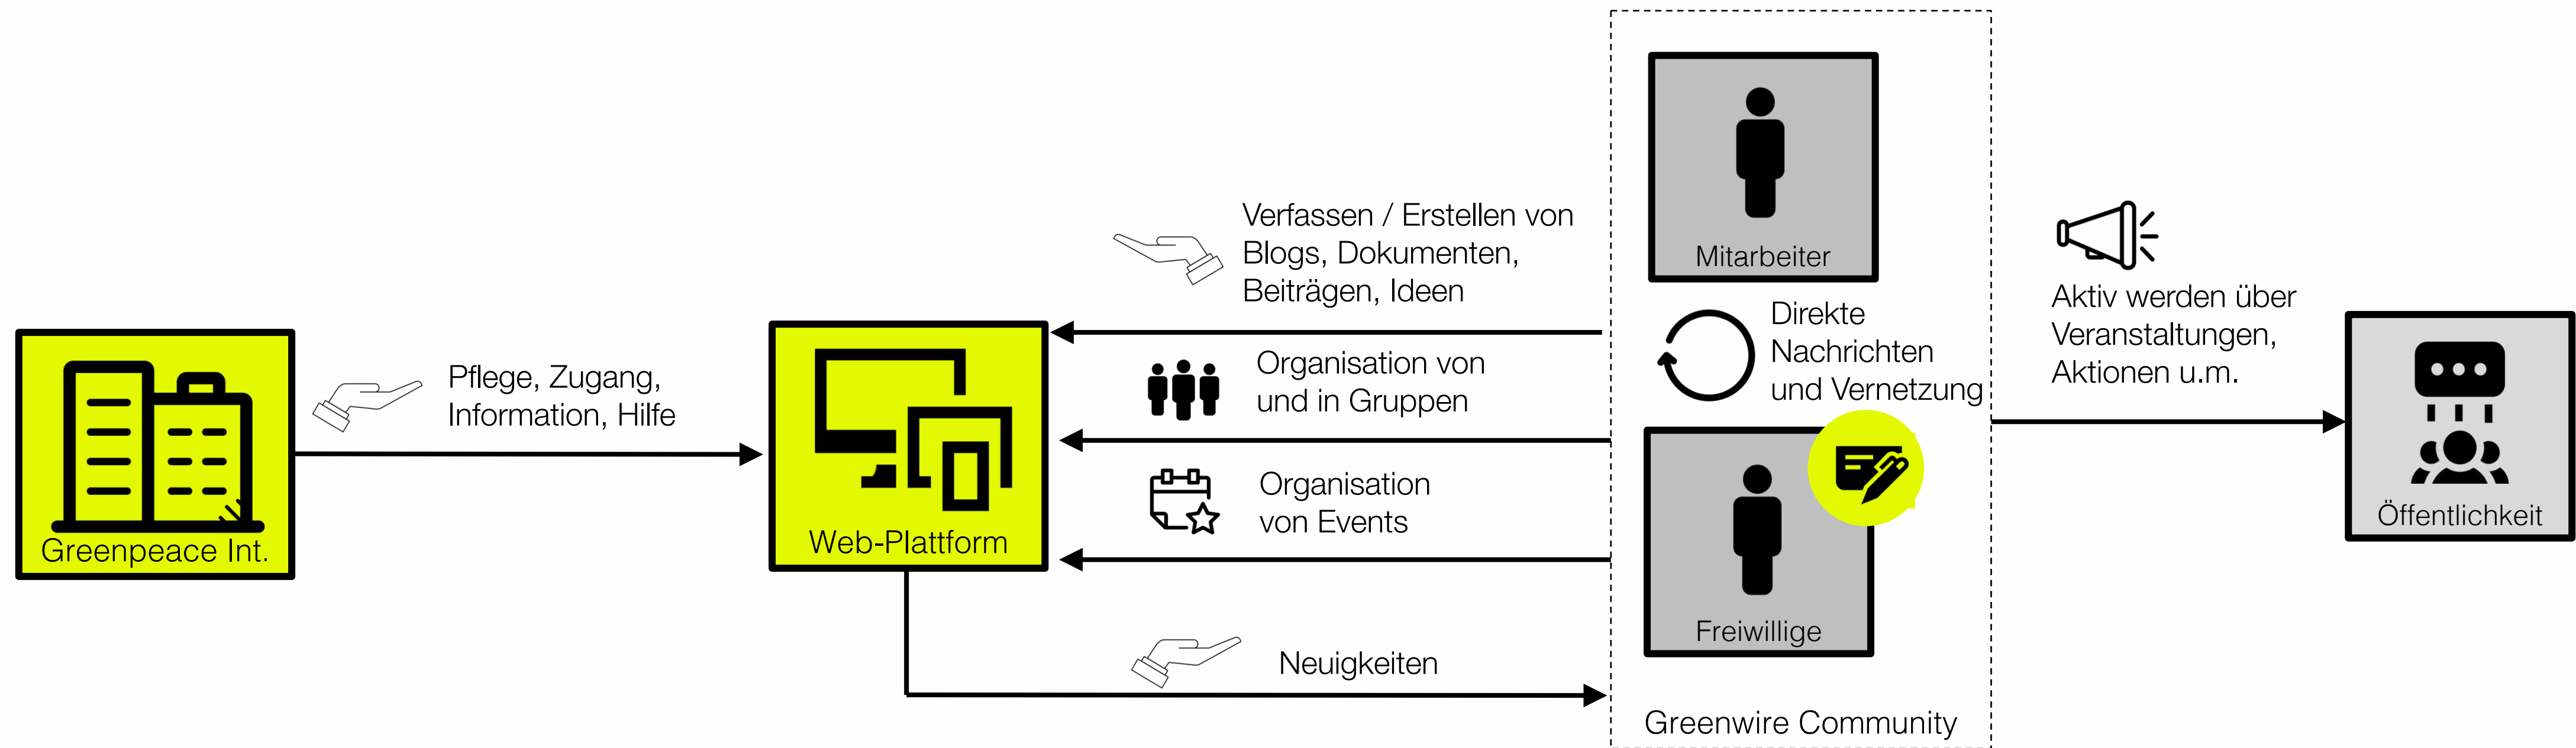 Greenpeace Int.
Pflege, Zugang,
Information, Hilfe
Web-Plattform
Verfassen / Erstellen von
Blogs, Dokumenten,
Beiträgen, Ideen
Organisation von
und in Gruppen
Organisation
von Events
Neuigkeiten
Mitarbeiter
Direkte
Nachrichten
und Vernetzung
Freiwillige
Greenwire Community
Aktiv werden über
Veranstaltungen,
Aktionen u.m.
Öffentlichkeit